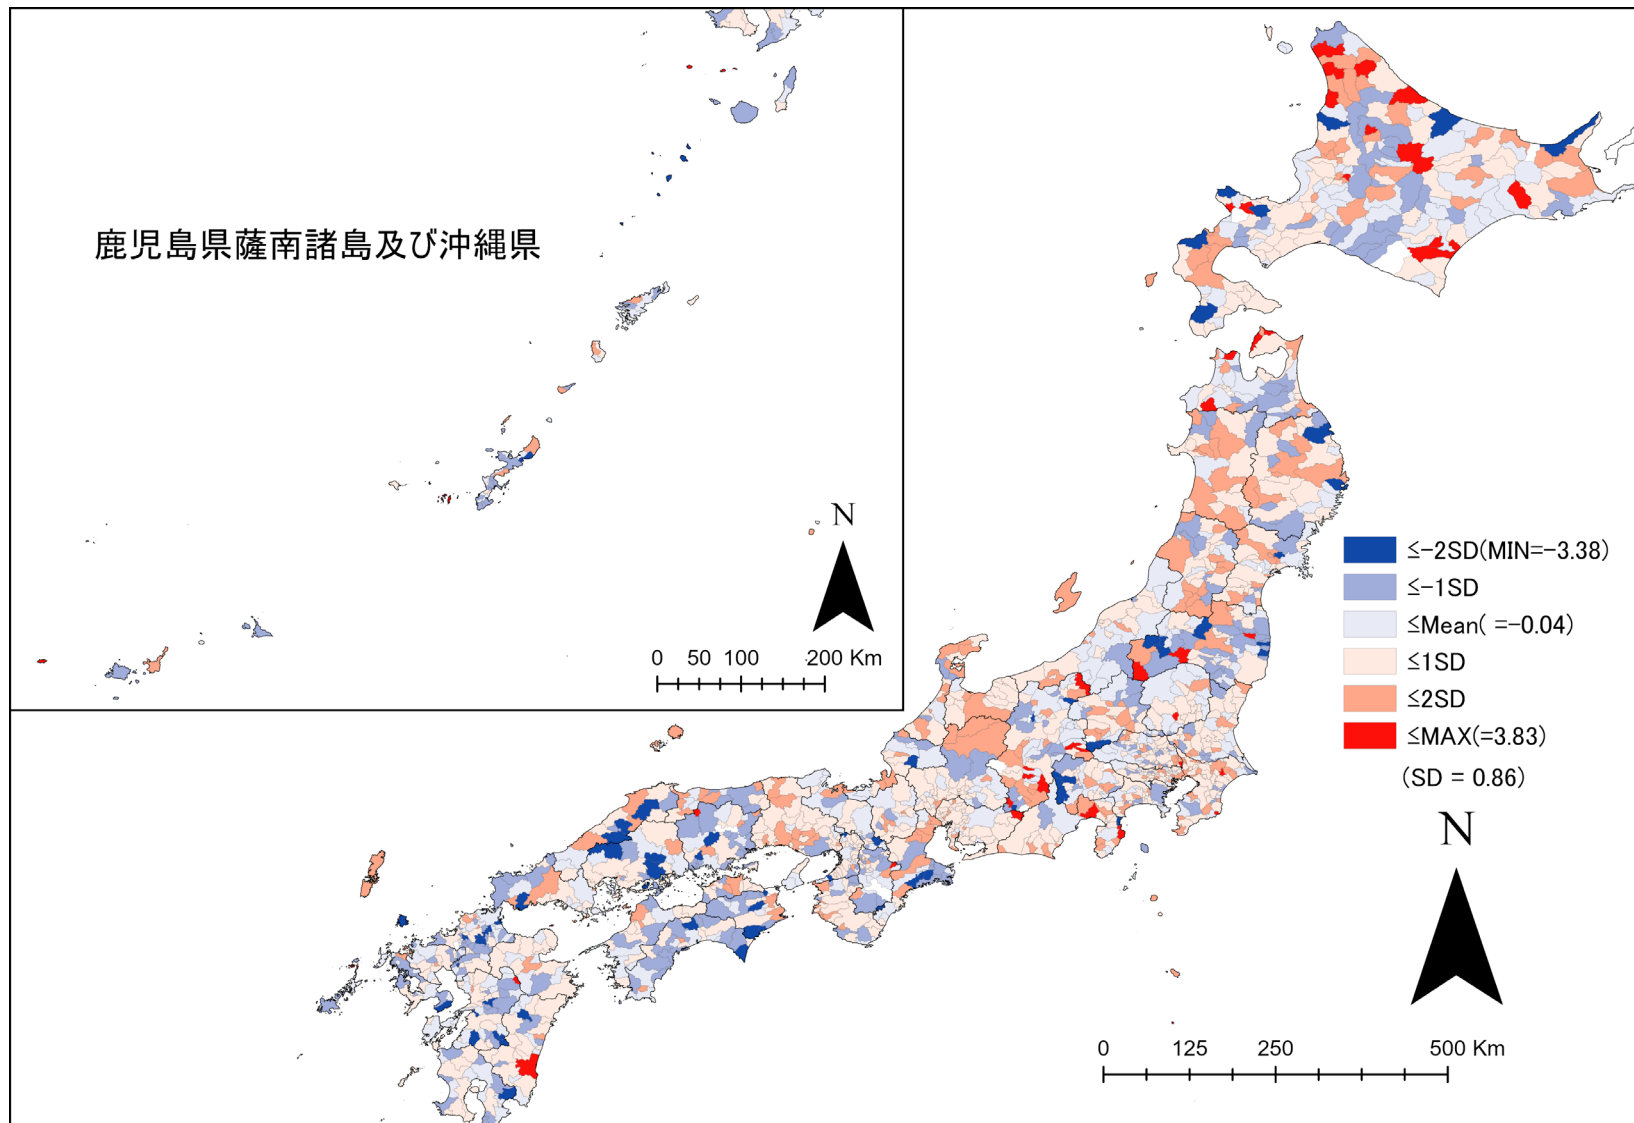 鹿児島県薩南諸島及び沖縄県
N
0 50 100 200 Km
≤-2SD(MIN=-3.38)
≤-1SD
≤Mean( =-0.04)
≤1SD
≤2SD
≤MAX(=3.83)
(SD = 0.86)
N
0 125 250 500 Km